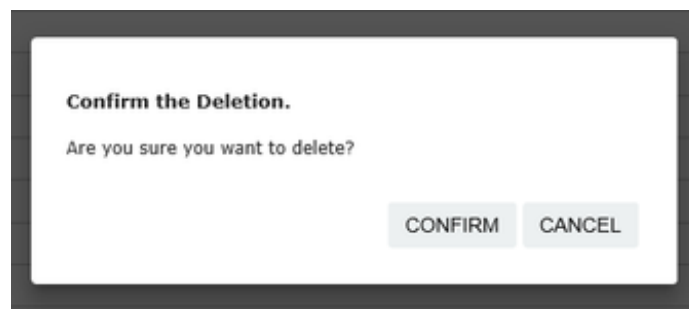 Confirm the Deletion.
Are you sure you want to delete?
CONFIRM CANCEL